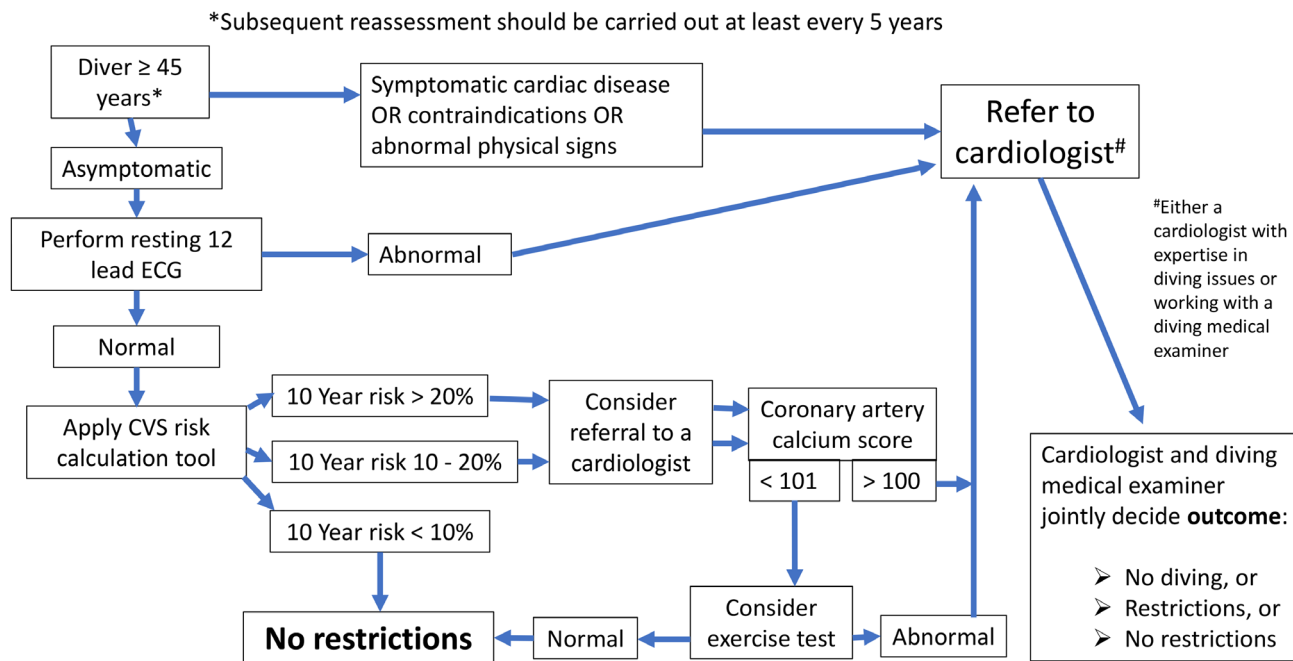 *Subsequent reassessment should be carried out at least every 5 years
Diver ≥ 45
years*
Symptomatic cardiac disease
OR contraindications OR
abnormal physical signs
Refer to
cardiologist#
Asymptomatic
#Either a
cardiologist with
expertise in
diving issues or
working with a
diving medical
examiner
Perform resting 12
lead ECG
Abnormal
Normal
Apply CVS risk
calculation tool
10 Year risk > 20%
10 Year risk 10 - 20%
10 Year risk < 10%
Consider
referral to a
cardiologist
Coronary artery
calcium score
< 101
> 100
Cardiologist and diving
medical examiner
jointly decide outcome:
➢ No diving, or
➢ Restrictions, or
➢ No restrictions
No restrictions
Normal
Consider
exercise test
Abnormal